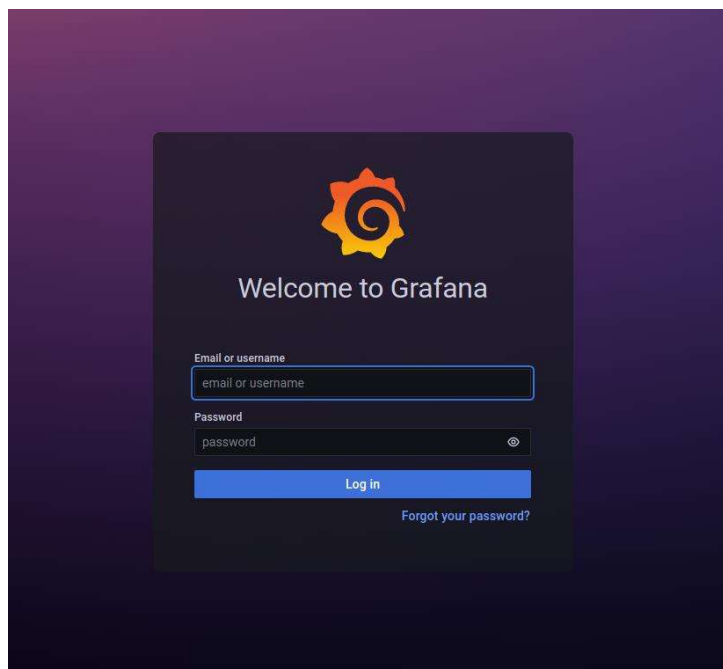 Welcome to Grafana
Email or username
email or username
Password
password
Log in
Forgot your password?